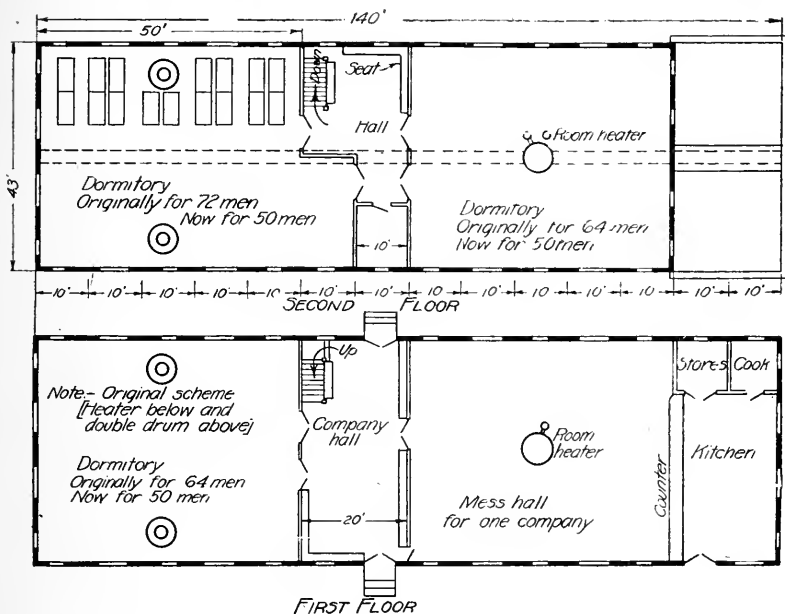 140'
50'
43'
Down
Seat
Hall
Room heater
Dormitory
Originally for 72 men
Now for 50 men
Dormitory
Originally for 64 men
Now for 50 men
10'
10' 10' 10' 10' 10' 10' 10' 10' 10' 10' 10' 10' 10' 10'
SECOND FLOOR
Up
Stores
Cook
Note.- Original scheme
[Heater below and
double drum above]
Company
hall
Room
heater
Kitchen
Counter
Dormitory
Originally for 64 men
Now for 50 men
Mess hall
for one company
20'
FIRST FLOOR